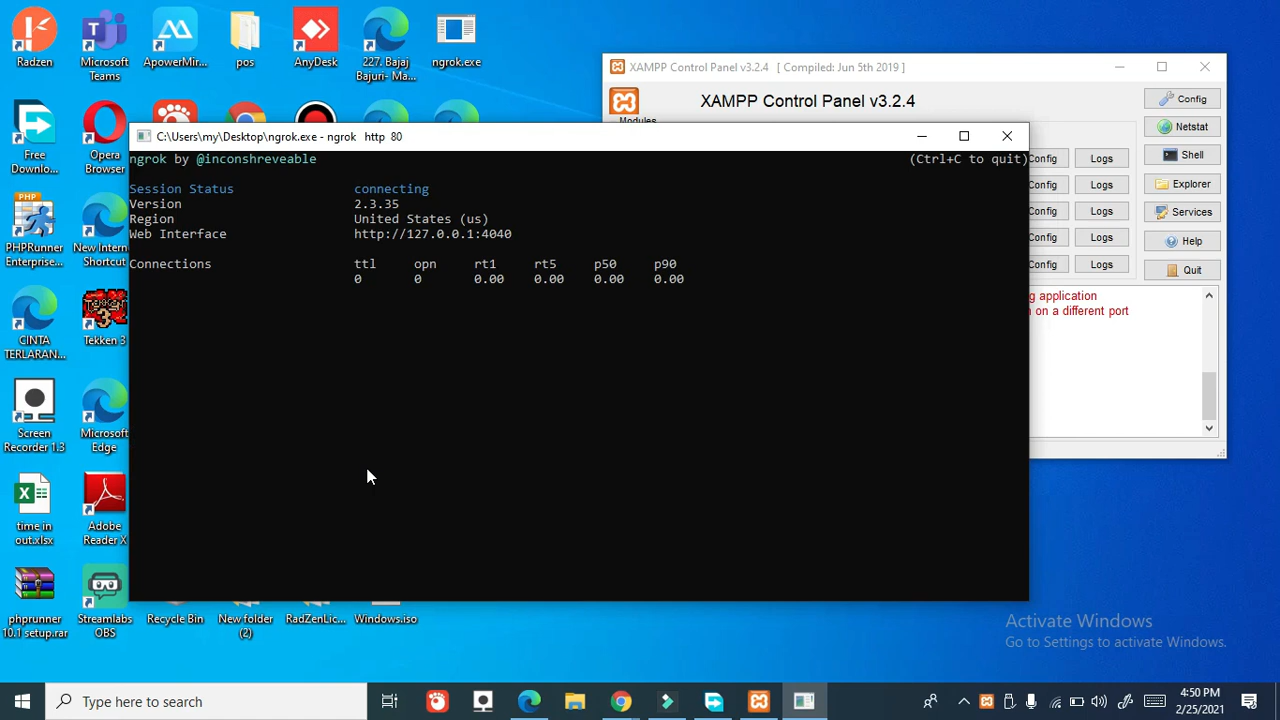 Radzen
Microsoft
Teams
ApowerMir...
pos
AnyDesk
227. Bajaj
Bajuri- Ma...
ngrok.exe
XAMPP Control Panel v3.2.4 [ Compiled: Jun 5th 2019 ]
XAMPP Control Panel v3.2.4
Modules
Config
Netstat
Shell
Explorer
Services
Help
Quit
Config
Logs
Config
Logs
Config
Logs
Config
Logs
Config
Logs
g application
n on a different port
C:\Users\my\Desktop\ngrok.exe - ngrok http 80
ngrok by @inconshreveable
(Ctrl+C to quit)
Session Status connecting
Version 2.3.35
Region United States (us)
Web Interface http://127.0.0.1:4040
Connections ttl opn rt1 rt5 p50 p90
0 0 0.00 0.00 0.00 0.00
Free
Downlo...
Opera
Browser
PHP
PHPRunner
Enterprise...
New Internet
Shortcut
CINTA
TERLARAN...
3
Tekken 3
Screen
Recorder 1.3
Microsoft
Edge
time in
out.xlsx
Adobe
Reader X
phprunner
10.1 setup.rar
Streamlabs
OBS
Recycle Bin
New folder
(2)
RadZenLic...
Windows.iso
Activate Windows
Go to Settings to activate Windows.
Type here to search
4:50 PM
2/25/2021